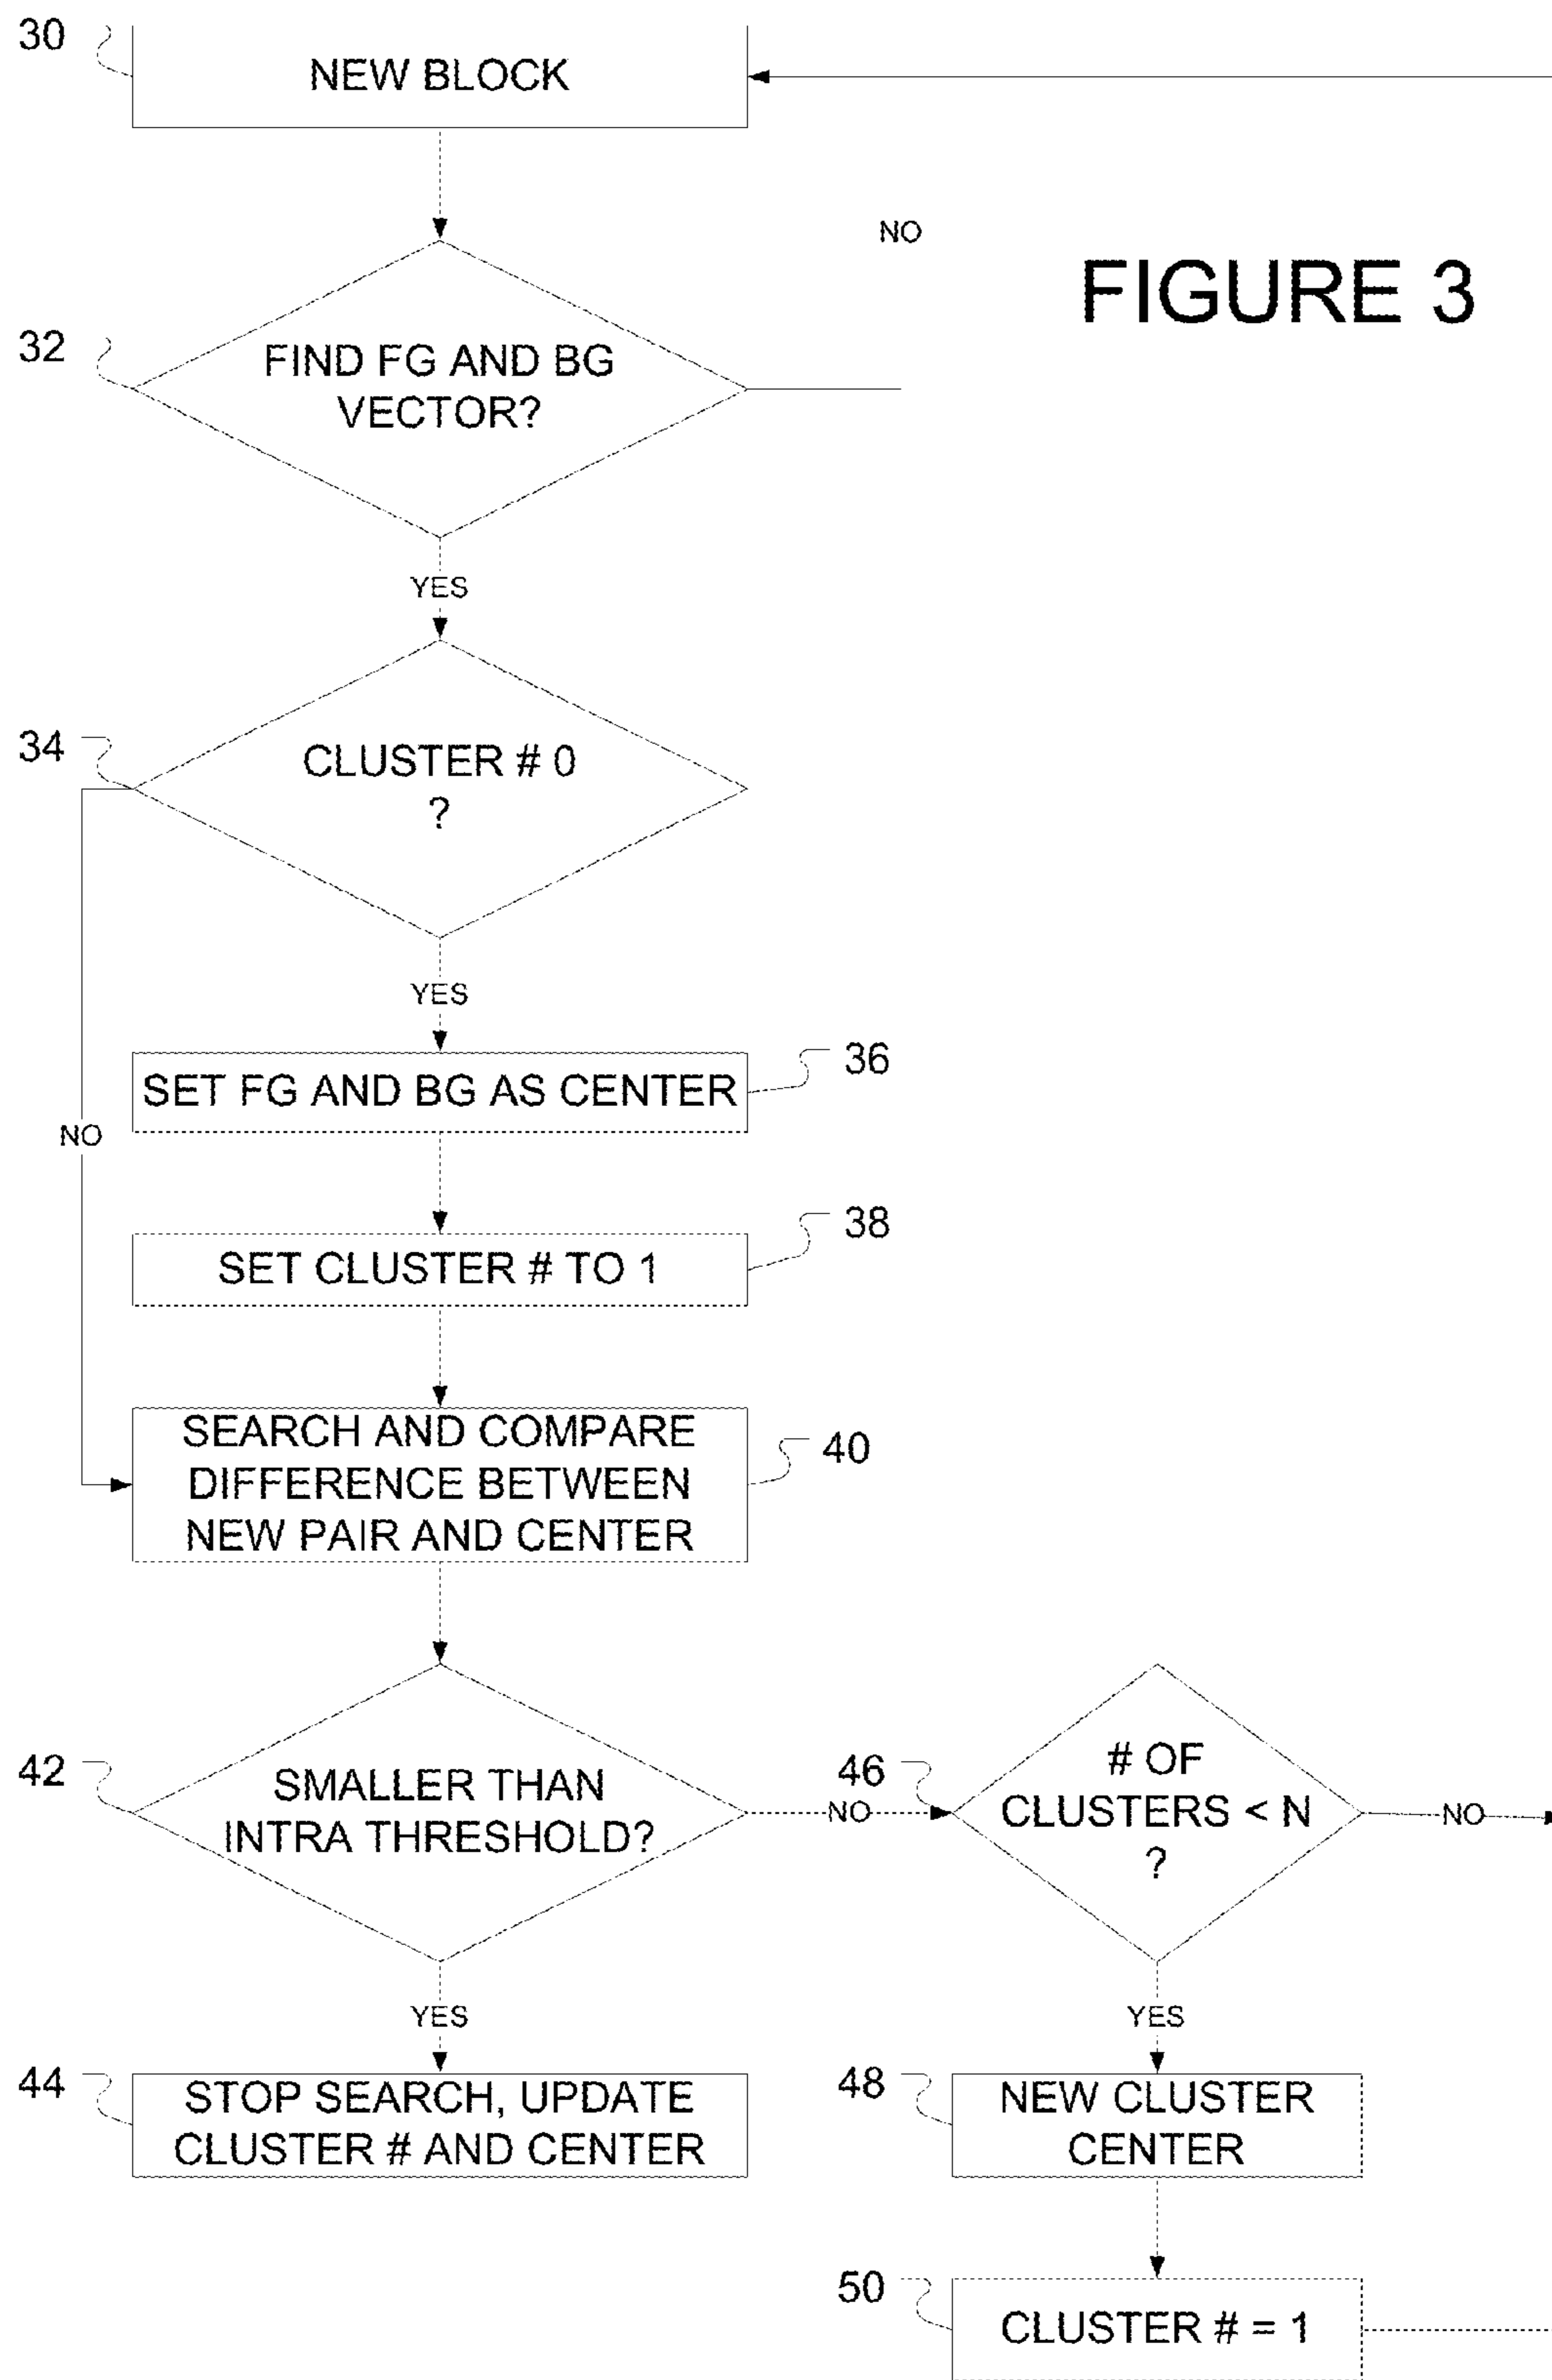 30
NEW BLOCK
NO
FIGURE 3
32
FIND FG AND BG
VECTOR?
YES
34
CLUSTER # 0
?
YES
36
SET FG AND BG AS CENTER
NO
38
SET CLUSTER # TO 1
40
SEARCH AND COMPARE
DIFFERENCE BETWEEN
NEW PAIR AND CENTER
42
SMALLER THAN
INTRA THRESHOLD?
NO
46
# OF
CLUSTERS < N
?
NO
YES
YES
44
STOP SEARCH, UPDATE
CLUSTER # AND CENTER
48
NEW CLUSTER
CENTER
50
CLUSTER # = 1